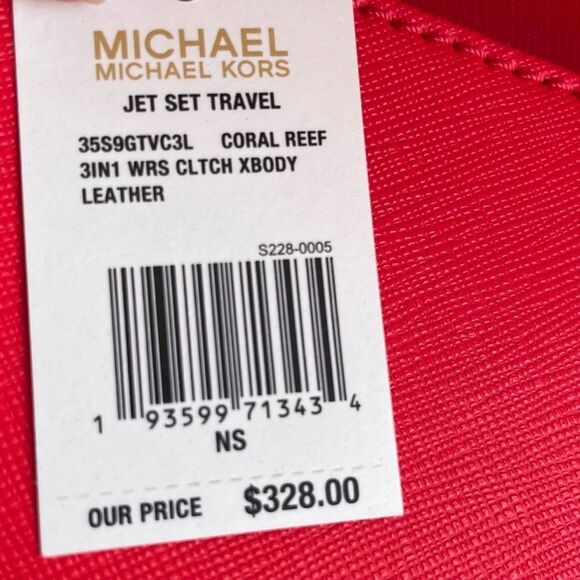 MICHAEL
MICHAEL KORS
JET SET TRAVEL
35S9GTVC3L CORAL REEF
3IN1 WRS CLTCH XBODY
LEATHER
S228-0005
1 93599 71343 4
NS
OUR PRICE $328.00